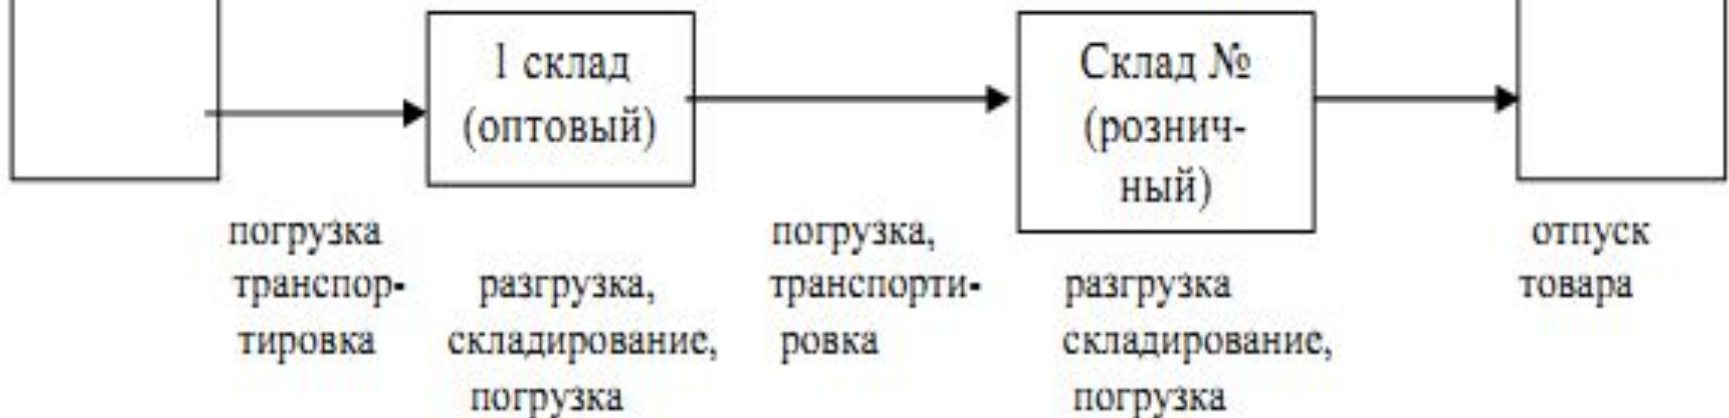 1 склад
(оптовый)
Склад №
(рознич-
ный)
погрузка
транспор-
тировка
разгрузка,
складирование,
погрузка
погрузка,
транспорти-
ровка
разгрузка
складирование,
погрузка
отпуск
товара